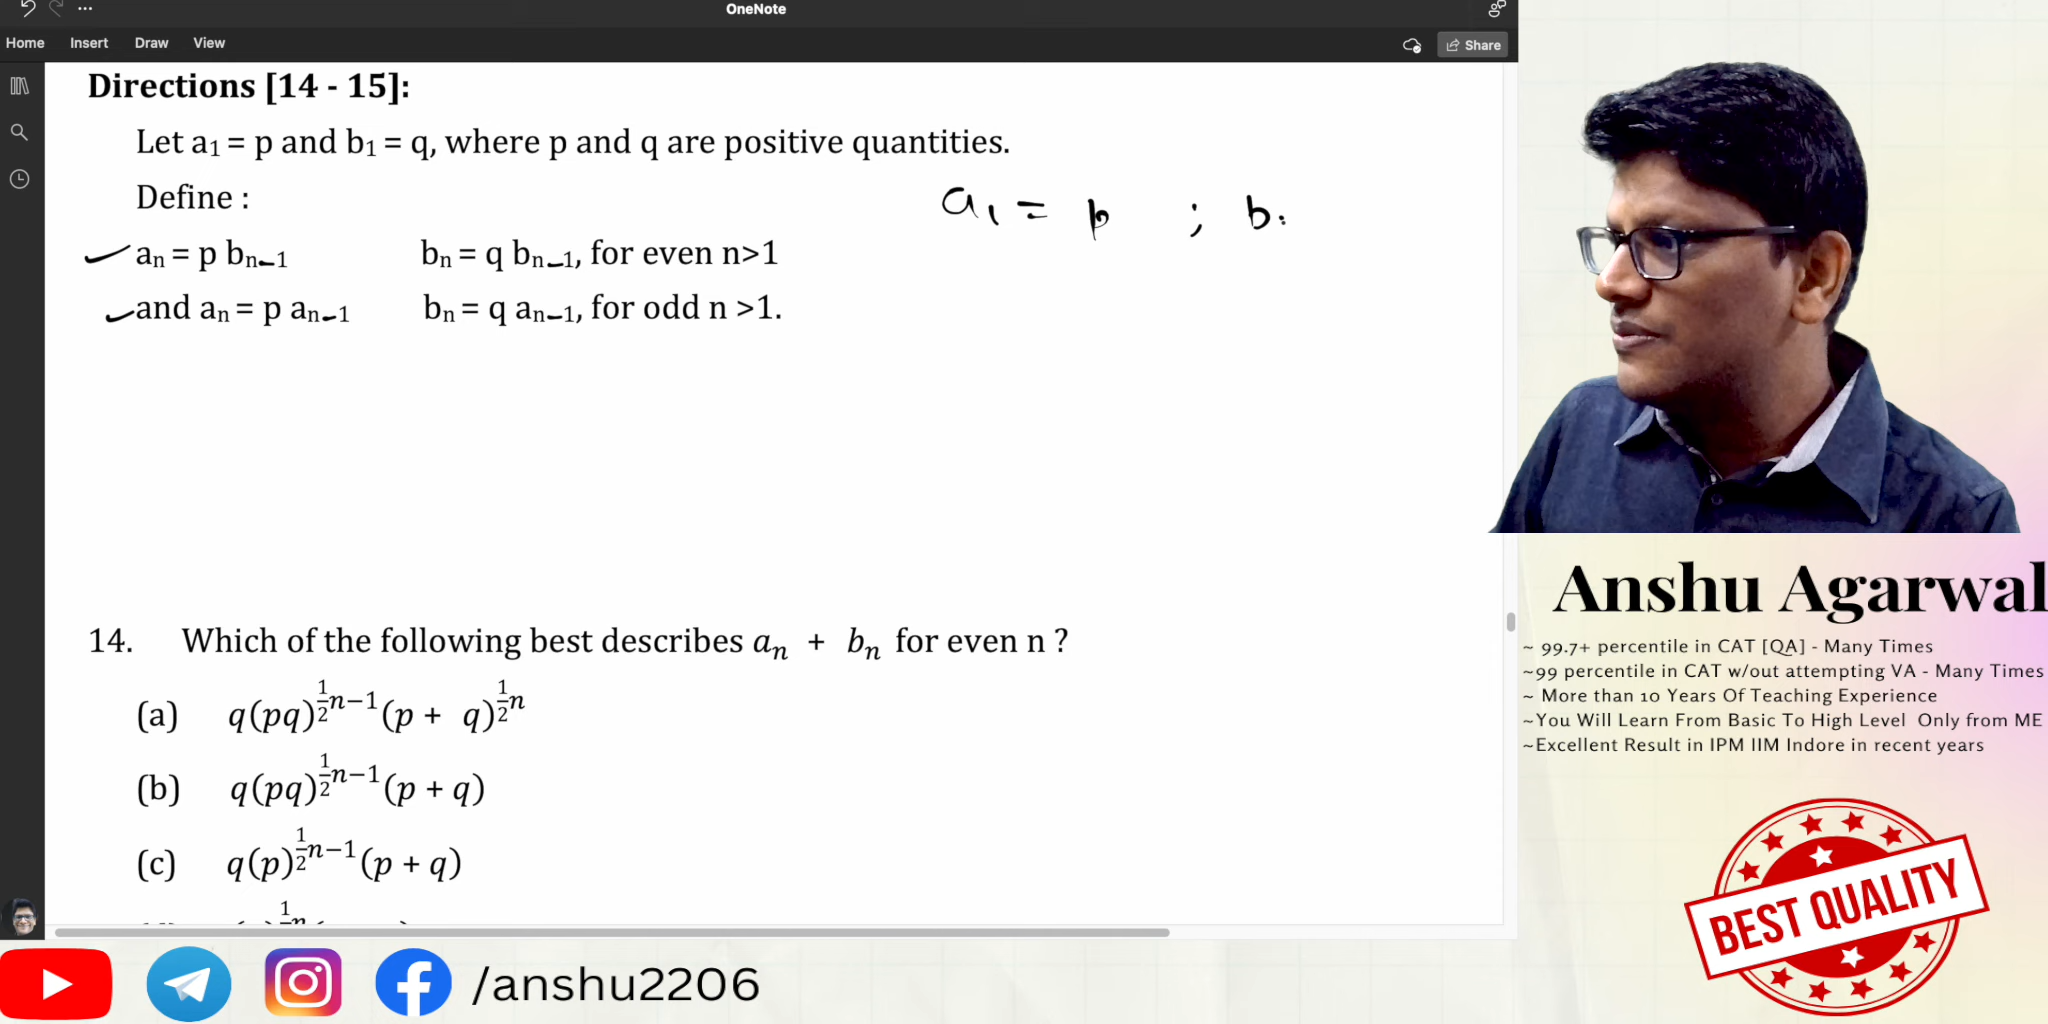 OneNote
Home Insert Draw View Share
Directions [14 - 15]:
Let a₁ = p and b₁ = q, where p and q are positive quantities.
Define :
a₁ = p ; b
aₙ = p bₙ₋₁ bₙ = q bₙ₋₁, for even n>1
and aₙ = p aₙ₋₁ bₙ = q aₙ₋₁, for odd n >1.
14. Which of the following best describes aₙ + bₙ for even n ?
(a) q(pq)^{\frac{1}{2}n−1}(p + q)^{\frac{1}{2}n}
(b) q(pq)^{\frac{1}{2}n−1}(p + q)
(c) q(p)^{\frac{1}{2}n−1}(p + q)
Anshu Agarwal
~ 99.7+ percentile in CAT [QA] - Many Times
~99 percentile in CAT w/out attempting VA - Many Times
~ More than 10 Years Of Teaching Experience
~You Will Learn From Basic To High Level Only from ME
~Excellent Result in IPM IIM Indore in recent years
BEST QUALITY
/anshu2206